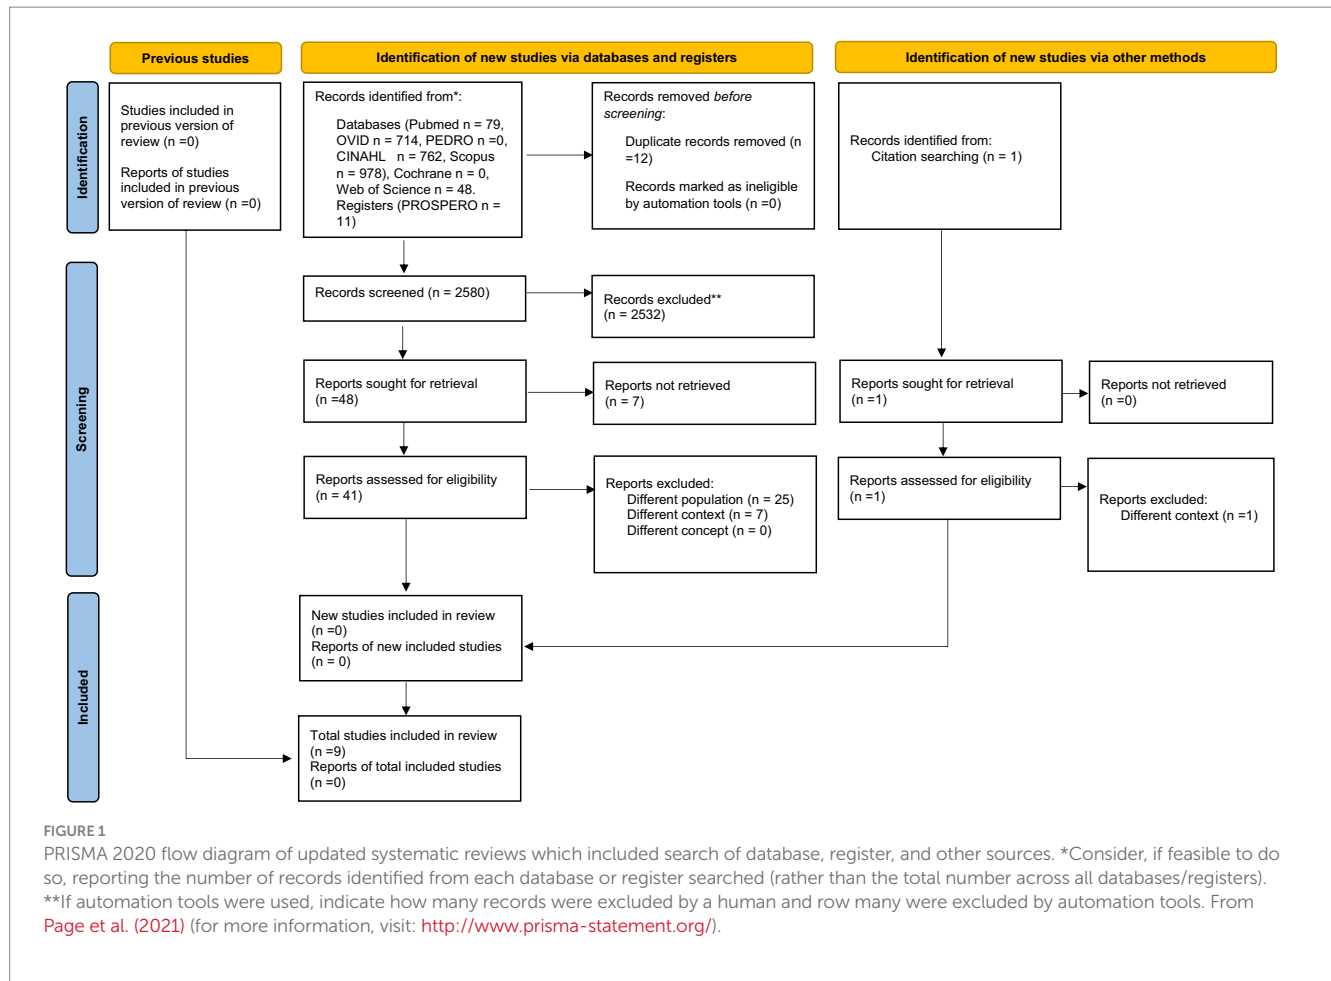 Previous studies
Identification of new studies via databases and registers
Identification of new studies via other methods
Identification
Studies included in
previous version of
review (n =0)
Reports of studies
included in previous
version of review (n =0)
Records identified from*:
Databases (Pubmed n = 79,
OVID n = 714, PEDRO n =0,
CINAHL n = 762, Scopus
n = 978), Cochrane n = 0,
Web of Science n = 48.
Registers (PROSPERO n =
11)
Records removed before
screening:
Duplicate records removed (n
=12)
Records marked as ineligible
by automation tools (n =0)
Records identified from:
Citation searching (n = 1)
Screening
Records screened (n = 2580)
Records excluded**
(n = 2532)
Reports sought for retrieval
(n =48)
Reports not retrieved
(n = 7)
Reports sought for retrieval
(n =1)
Reports not retrieved
(n =0)
Reports assessed for eligibility
(n = 41)
Reports excluded:
Different population (n = 25)
Different context (n = 7)
Different concept (n = 0)
Reports assessed for eligibility
(n =1)
Reports excluded:
Different context (n =1)
Included
New studies included in review
(n =0)
Reports of new included studies
(n = 0)
Total studies included in review
(n =9)
Reports of total included studies
(n =0)
FIGURE 1
PRISMA 2020 flow diagram of updated systematic reviews which included search of database, register, and other sources. *Consider, if feasible to do
so, reporting the number of records identified from each database or register searched (rather than the total number across all databases/registers).
**If automation tools were used, indicate how many records were excluded by a human and row many were excluded by automation tools. From
Page et al. (2021) (for more information, visit: http://www.prisma-statement.org/).